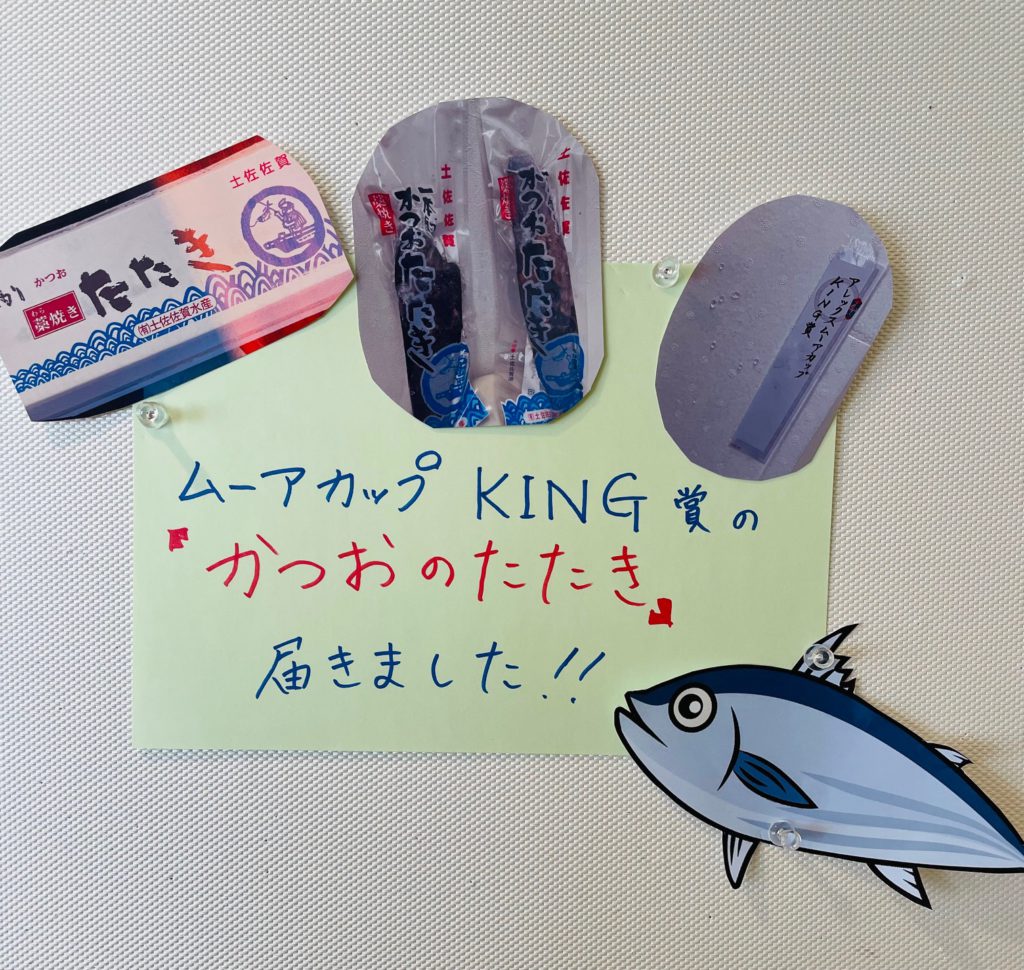 土佐佐賀
かつお
藁焼き
わら
たたき
㈲土佐佐賀水産
土佐佐賀
藁焼き
かつおたたき
土佐佐賀
かつおたたき
アレックスムーアカップ
KING賞
ムーアカップ KING賞の
『かつおのたたき』
届きました!!